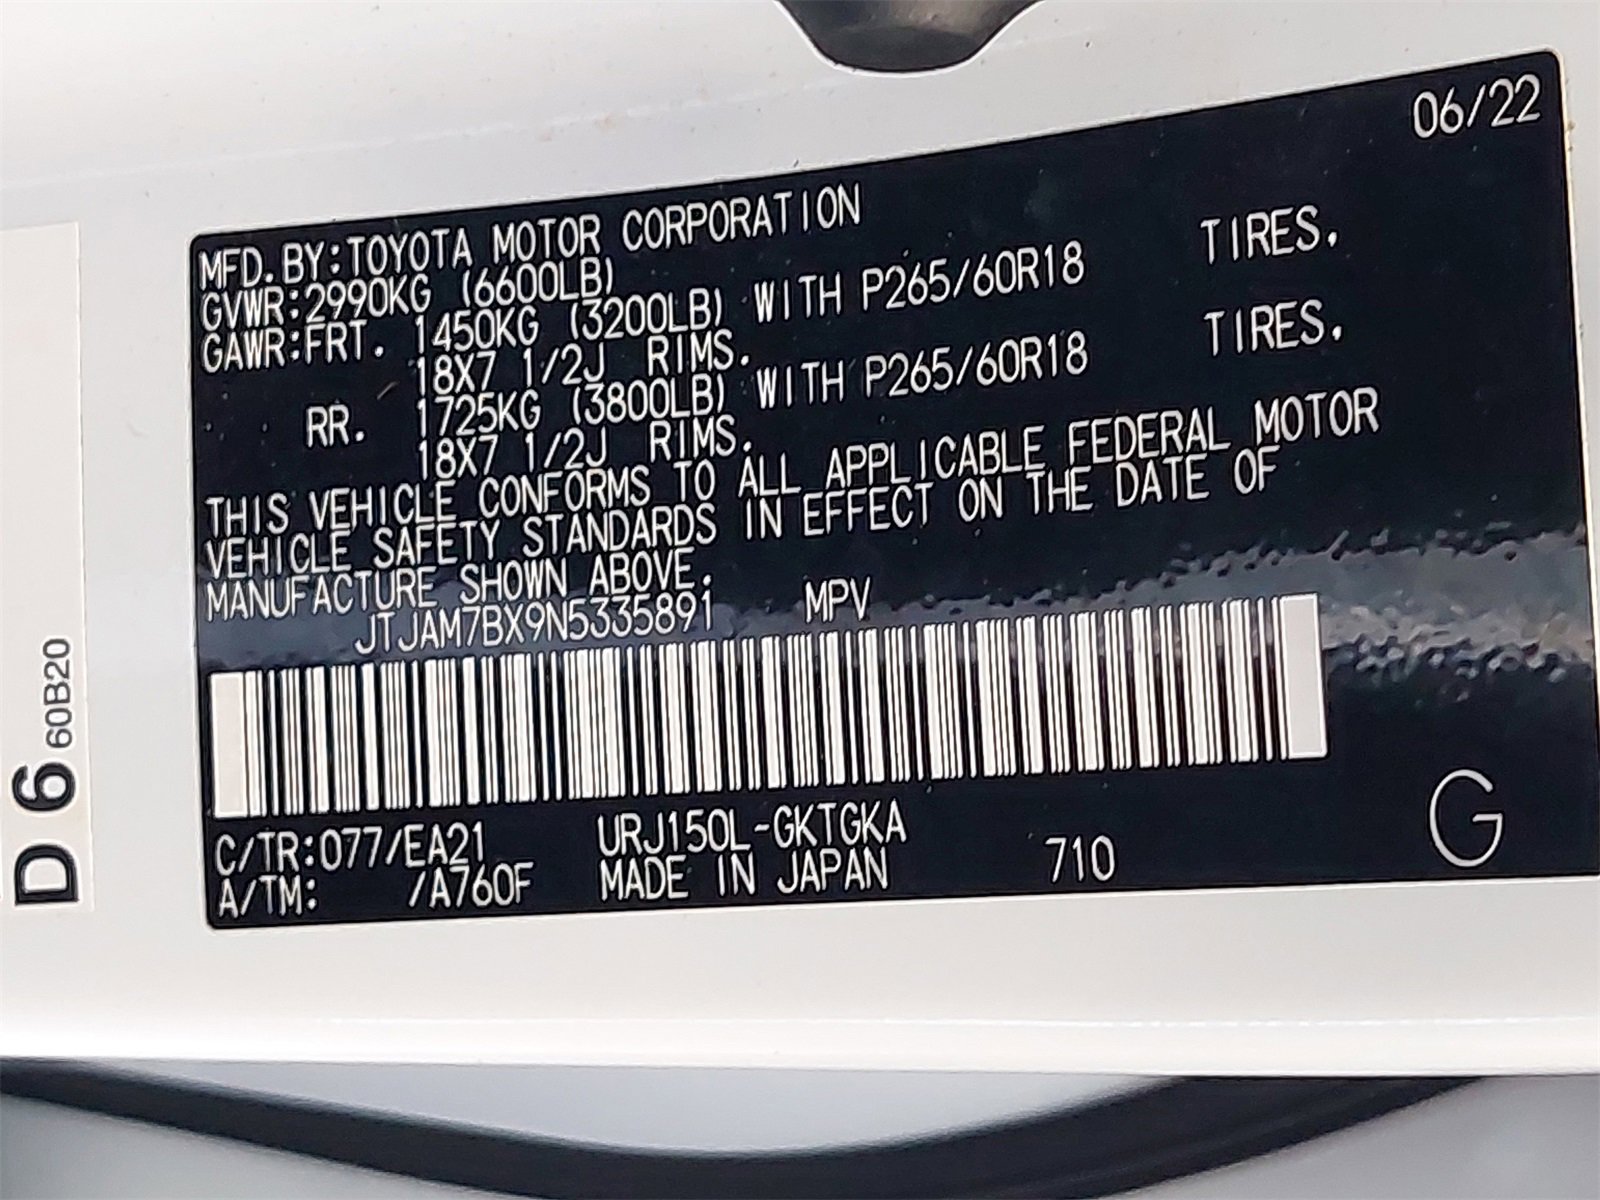 06/22
MFD.BY:TOYOTA MOTOR CORPORATION
GVWR:2990KG (6600LB)
GAWR:FRT. 1450KG (3200LB) WITH P265/60R18 TIRES.
18X7 1/2J RIMS.
RR. 1725KG (3800LB) WITH P265/60R18 TIRES.
18X7 1/2J RIMS.
THIS VEHICLE CONFORMS TO ALL APPLICABLE FEDERAL MOTOR
VEHICLE SAFETY STANDARDS IN EFFECT ON THE DATE OF
MANUFACTURE SHOWN ABOVE.
JTJAM7BX9N5335891 MPV
C/TR:077/EA21 URJ150L-GKTGKA
A/TM: /A760F MADE IN JAPAN 710 G
D6 60B20